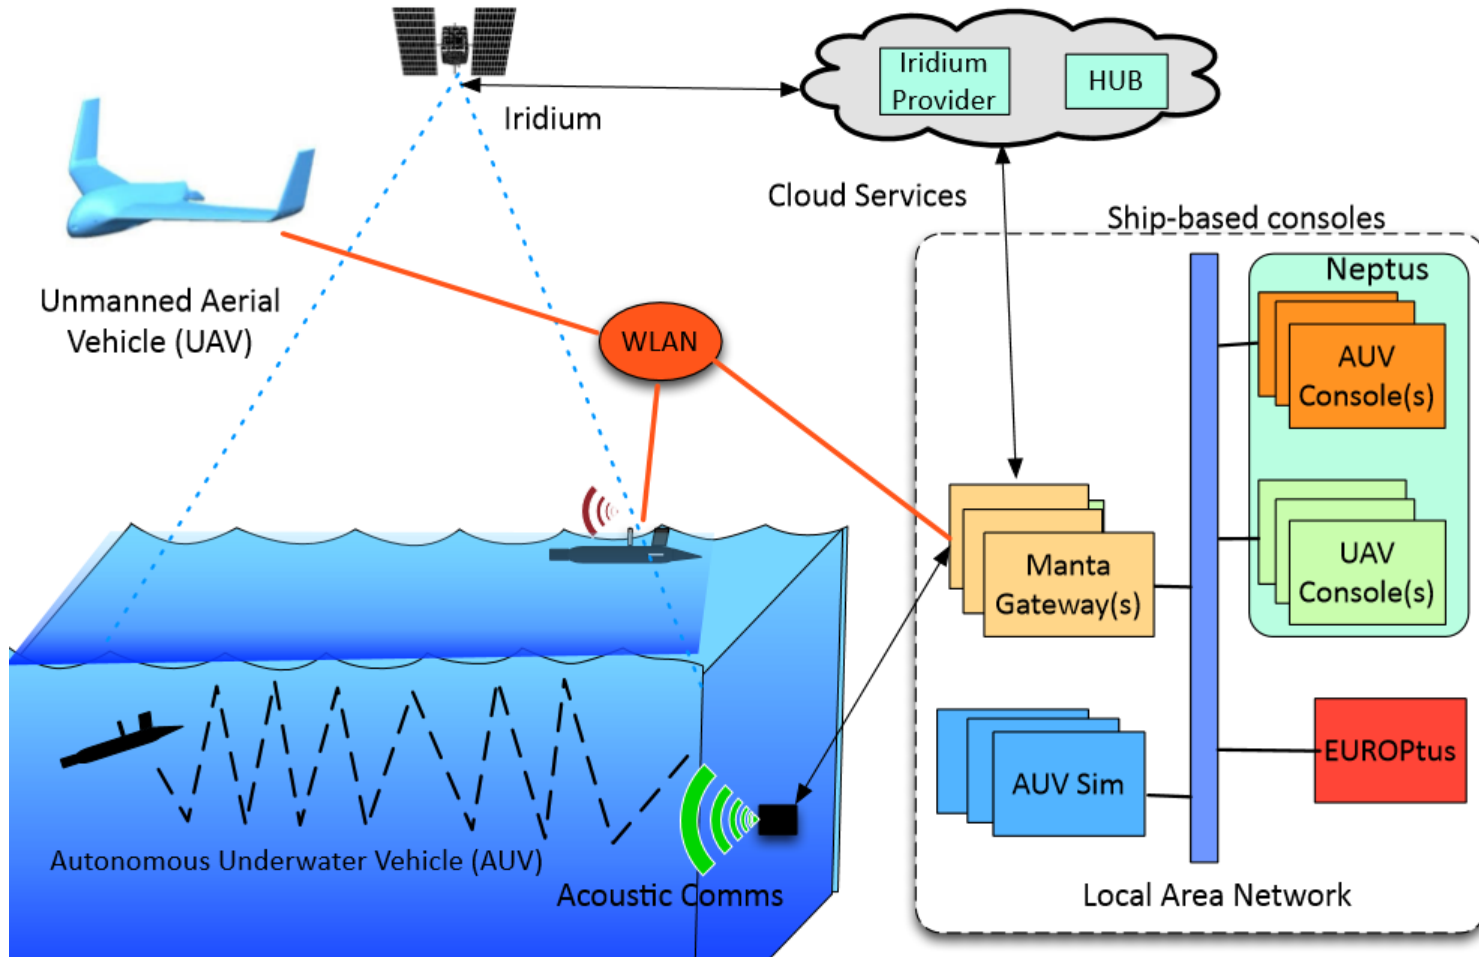 Iridium
Provider
HUB
Iridium
Cloud Services
Ship-based consoles
Unmanned Aerial
Vehicle (UAV)
WLAN
Neptus
AUV
Console(s)
UAV
Console(s)
Manta
Gateway(s)
AUV Sim
EUROPtus
Autonomous Underwater Vehicle (AUV)
Acoustic Comms
Local Area Network